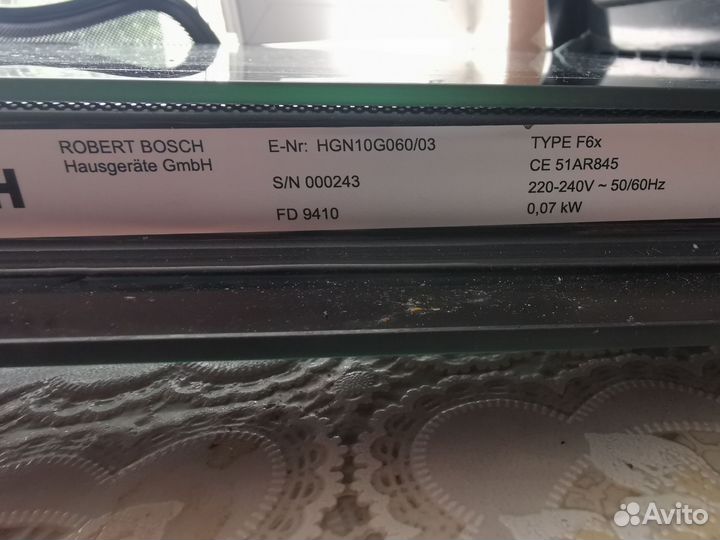 ROBERT BOSCH
Hausgeräte GmbH
H
E-Nr: HGN10G060/03
S/N 000243
FD 9410
TYPE F6x
CE 51AR845
220-240V ~ 50/60Hz
0,07 kW
Avito